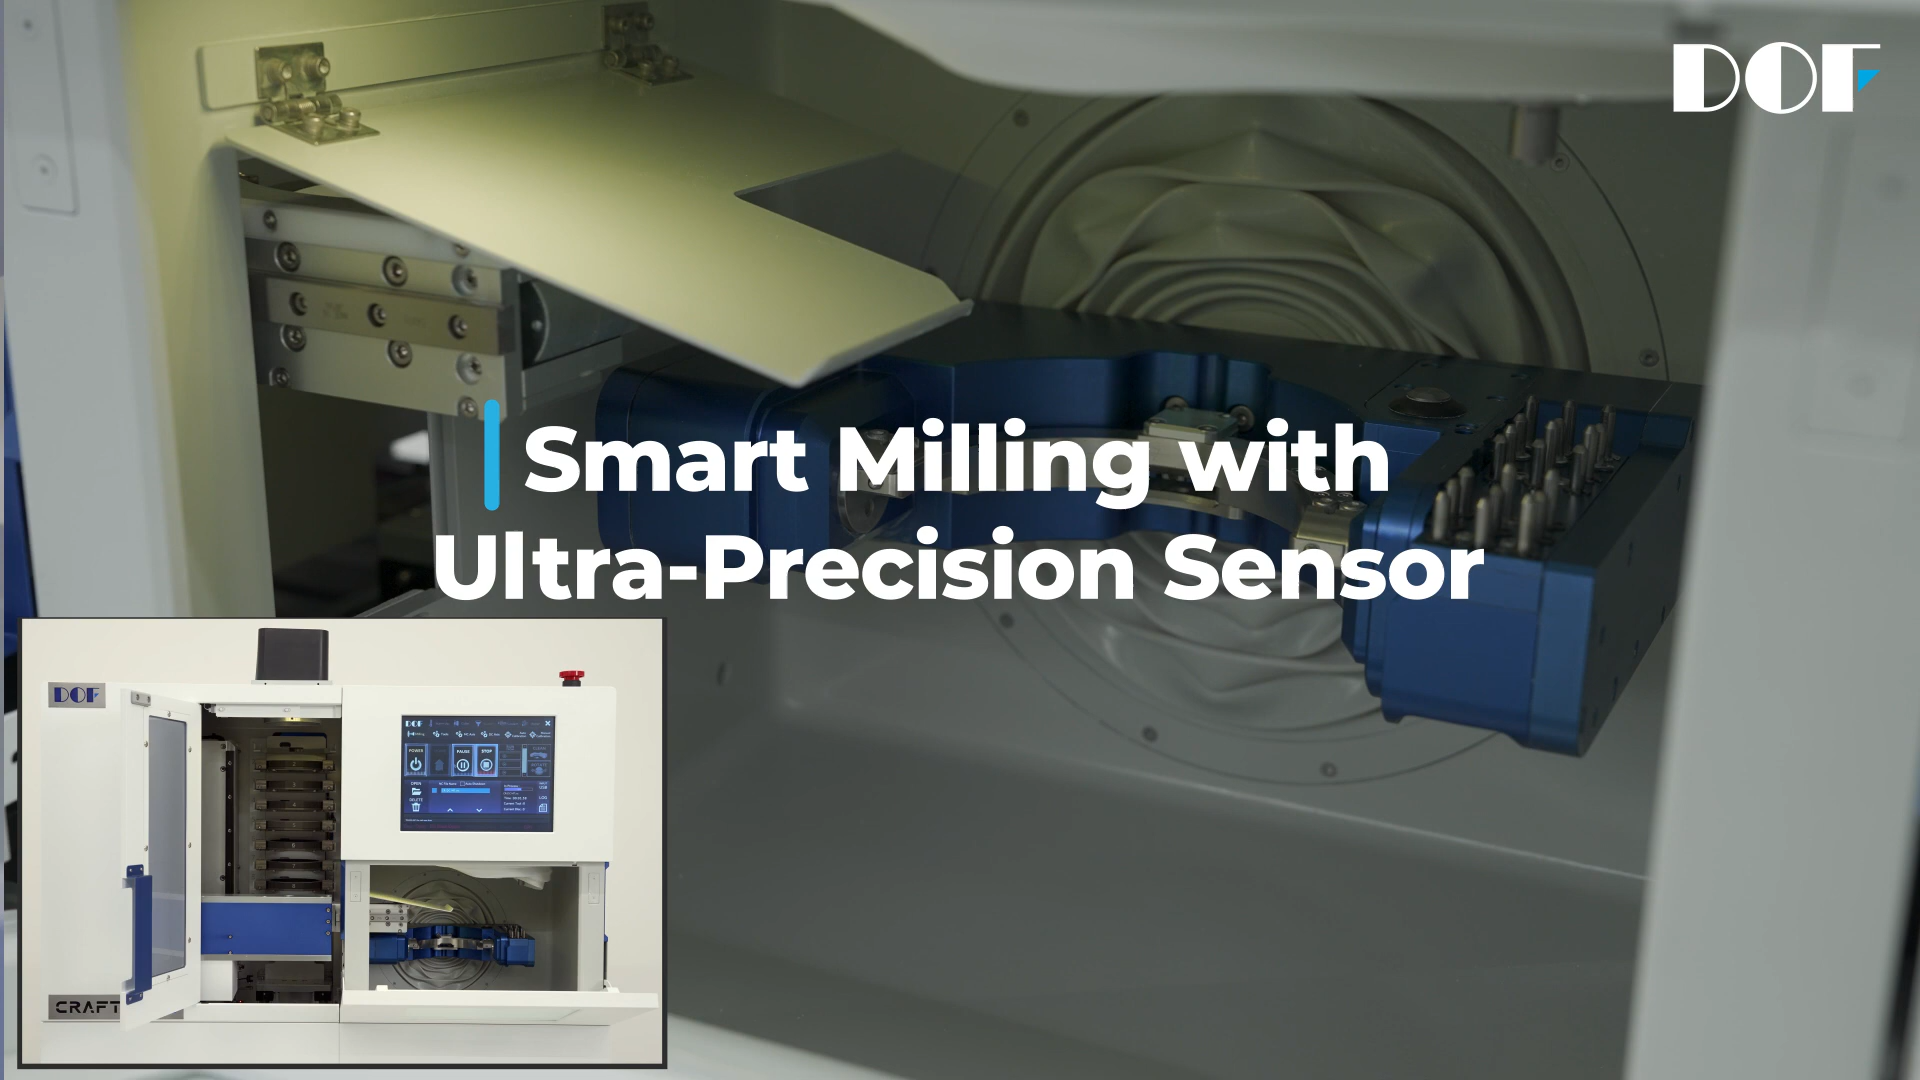 DOF
Smart Milling with
Ultra-Precision Sensor
DOF
DOF
POWER
PAUSE
STOP
OPEN
DELETE
CRAFT